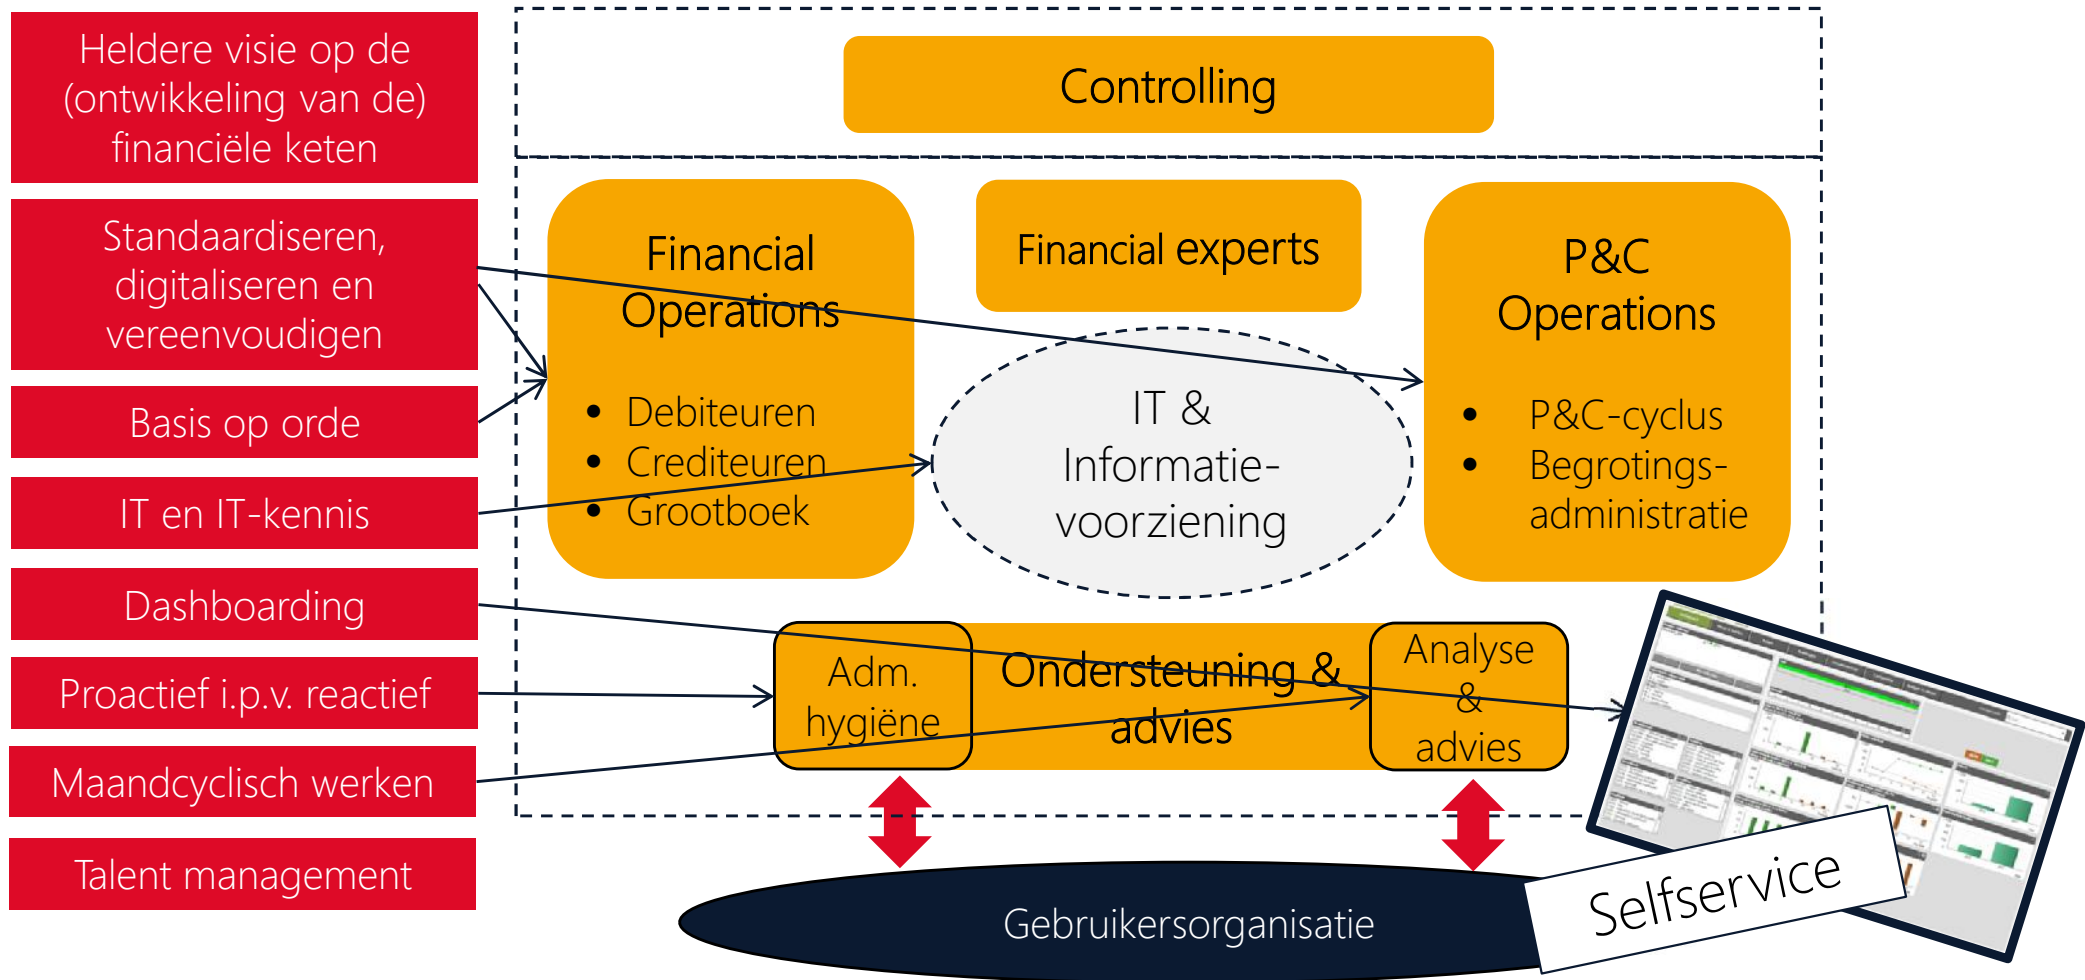 Heldere visie op de
(ontwikkeling van de)
financiële keten
Standaardiseren,
digitaliseren en
vereenvoudigen
Basis op orde
IT en IT-kennis
Dashboarding
Proactief i.p.v. reactief
Maandcyclisch werken
Talent management
Controlling
Financial
Operations
• Debiteuren
• Crediteuren
• Grootboek
Financial experts
IT &
Informatie-
voorziening
P&C
Operations
• P&C-cyclus
• Begrotings-
administratie
Adm.
hygiëne
Ondersteuning &
advies
Analyse
&
advies
Gebruikersorganisatie
Selfservice